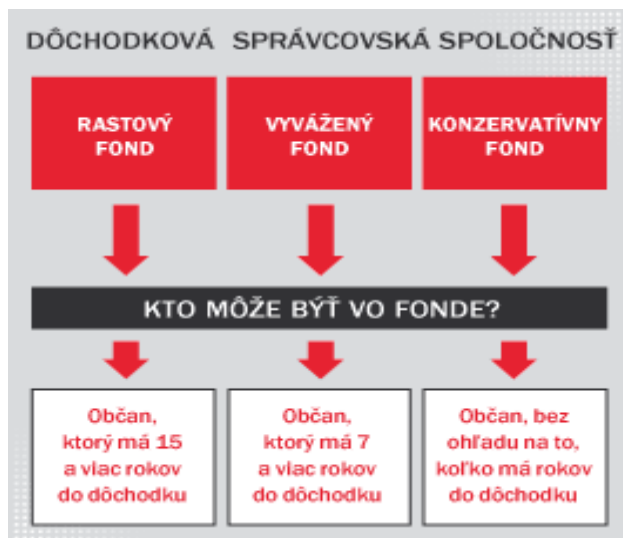 DÔCHODKOVÁ SPRÁVCOVSKÁ SPOLOČNOSŤ
RASTOVÝ
FOND
VYVÁŽENÝ
FOND
KONZERVATÍVNY
FOND
KTO MÔŽE BÝŤ VO FONDE?
Občan,
ktorý má 15
a viac rokov
do dôchodku
Občan,
ktorý má 7
a viac rokov
do dôchodku
Občan, bez
ohľadu na to,
koľko má rokov
do dôchodku